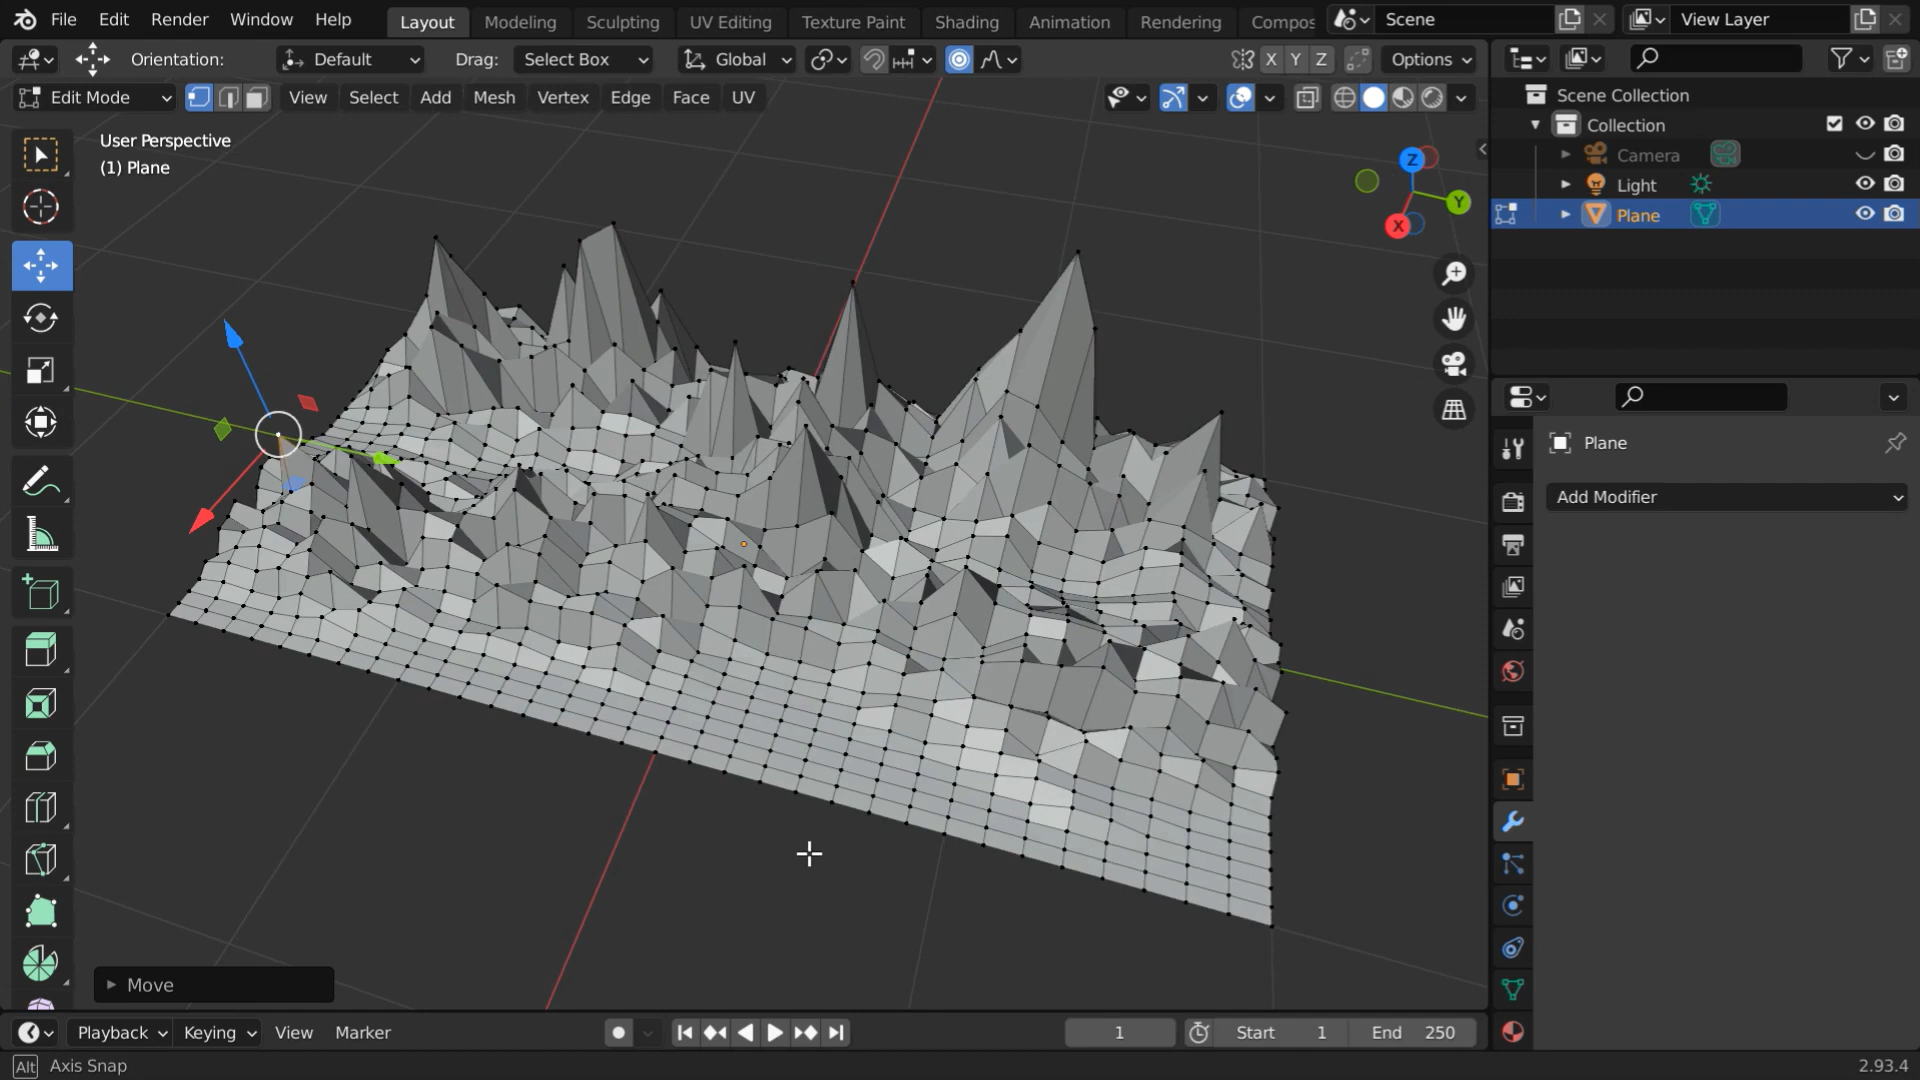 File Edit Render Window Help Layout Modeling Sculpting UV Editing Texture Paint Shading Animation Rendering Compos Scene View Layer
Orientation: Default Drag: Select Box Global X Y Z Options
Edit Mode View Select Add Mesh Vertex Edge Face UV
User Perspective
(1) Plane
Z
Y
X
Scene Collection
Collection
Camera
Light
Plane
Plane
Add Modifier
Move
Playback Keying View Marker 1 Start 1 End 250
Alt Axis Snap 2.93.4